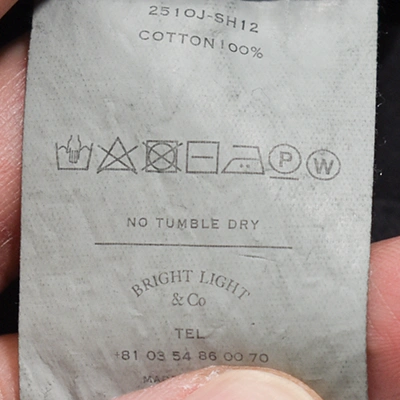 2510J-SH12
COTTON 100%
P W
NO TUMBLE DRY
BRIGHT LIGHT
& Co
TEL
+81 03 54 86 00 70